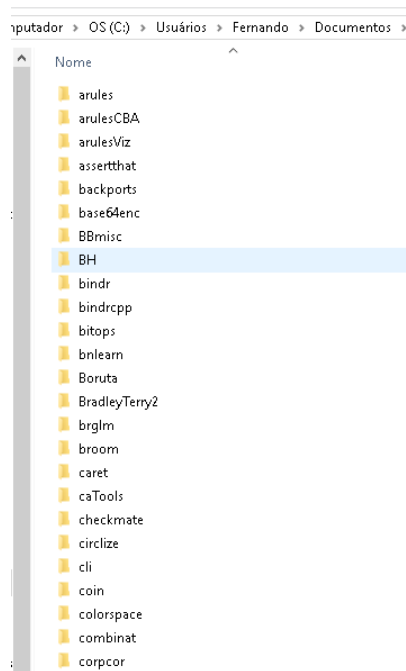 nputador > OS (C:) > Usuários > Fernando > Documentos >
Nome
arules
arulesCBA
arulesViz
assertthat
backports
base64enc
BBmisc
BH
bindr
bindrcpp
bitops
bnlearn
Boruta
BradleyTerry2
brglm
broom
caret
caTools
checkmate
circlize
cli
coin
colorspace
combinat
corpcor